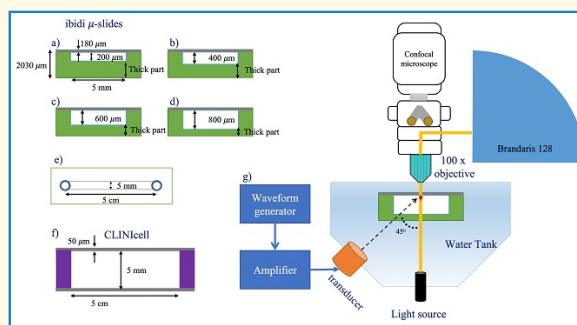 ibidi μ-slides
a)
180 μm
200 μm
2030 μm
Thick part
5 mm
b)
400 μm
Thick part
c)
600 μm
Thick part
d)
800 μm
Thick part
e)
5 mm
5 cm
f)
CLINIcell
50 μm
5 mm
5 cm
g)
Waveform
generator
Amplifier
transducer
45°
Confocal
microscope
100 x
objective
Brandaris 128
Water Tank
Light source